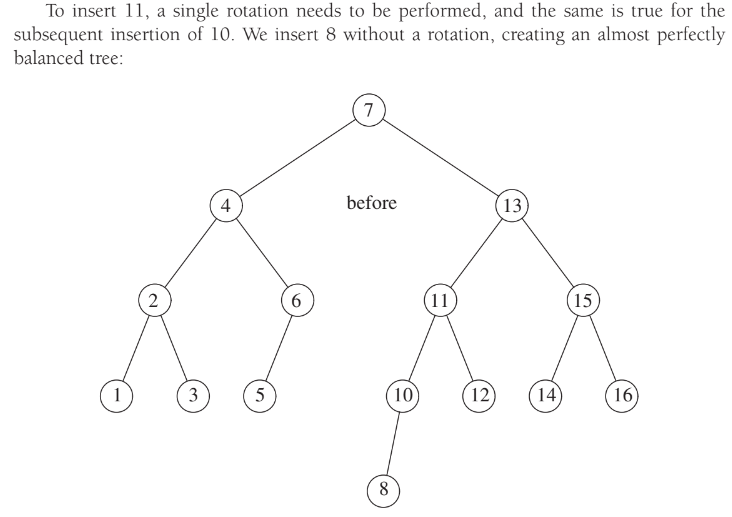 To insert 11, a single rotation needs to be performed, and the same is true for the
subsequent insertion of 10. We insert 8 without a rotation, creating an almost perfectly
balanced tree:
7
4 before 13
2 6 11 15
1 3 5 10 12 14 16
8